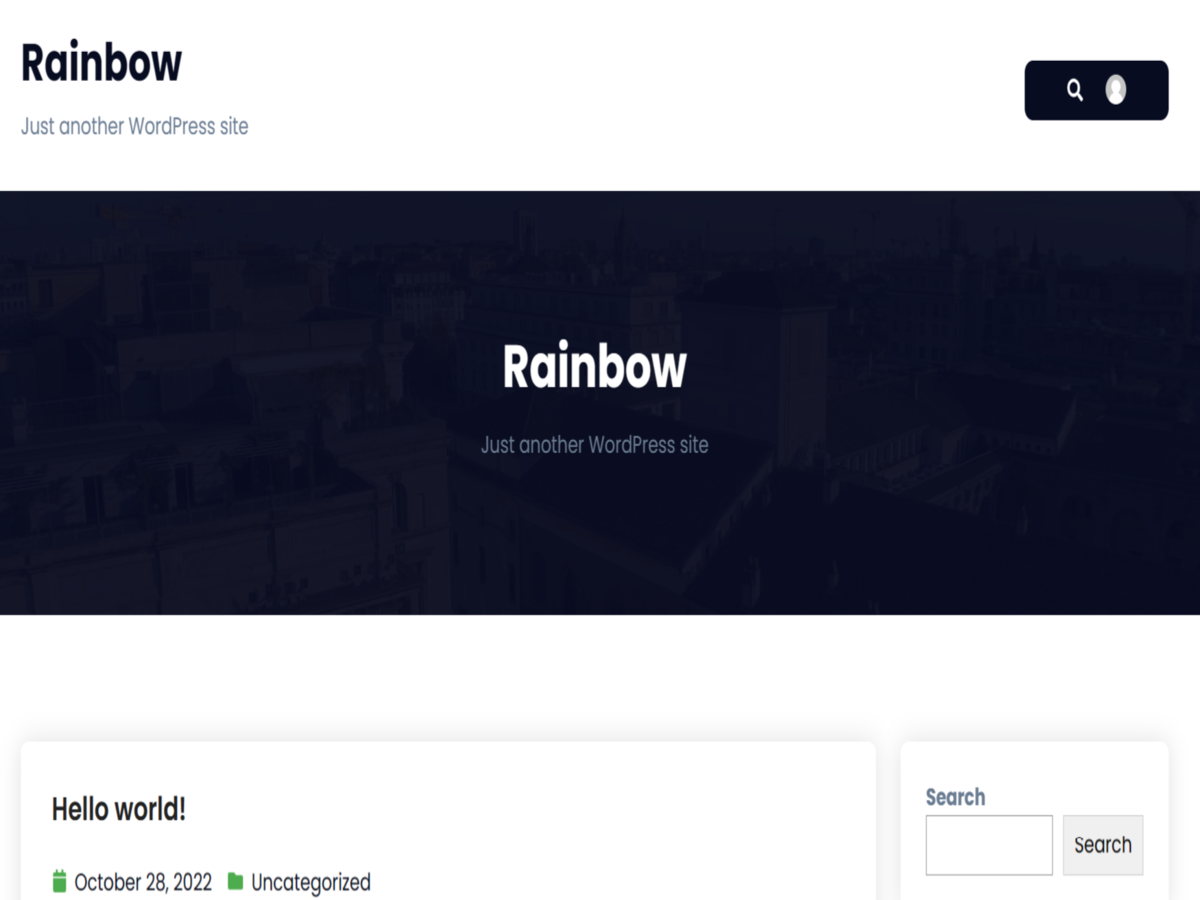 Rainbow
Just another WordPress site
Rainbow
Just another WordPress site
Hello world!
October 28, 2022 Uncategorized
Search
Search